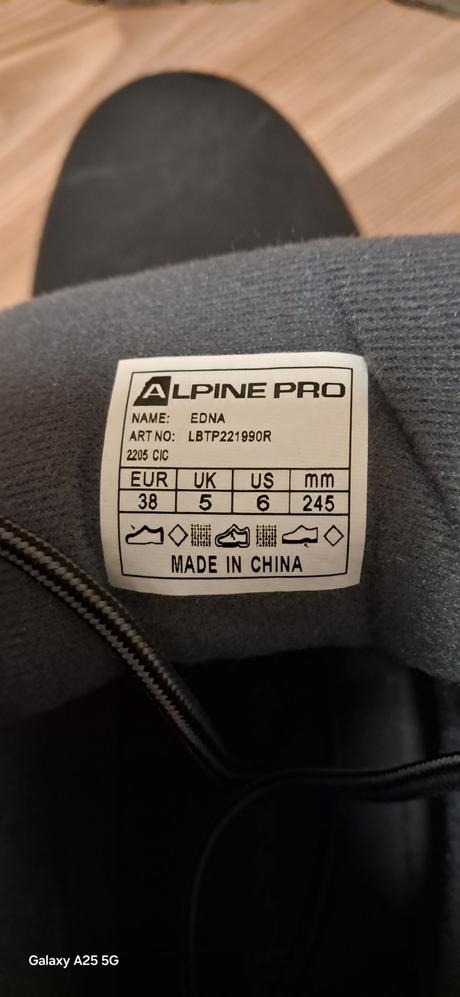 ALPINE PRO
NAME: EDNA
ART NO: LBTP221990R
2205 CIC
EUR UK US mm
38 5 6 245
MADE IN CHINA
Galaxy A25 5G